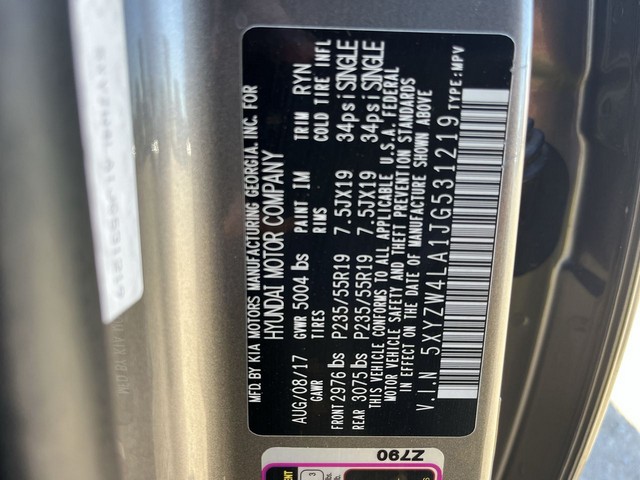 MFD. BY KIA MOTORS MANUFACTURING GEORGIA, INC. FOR
HYUNDAI MOTOR COMPANY
AUG/08/17 GVWR 5004 lbs PAINT IM TRIM RYN
GAWR TIRES RIMS COLD TIRE INFL
FRONT 2976 lbs P235/55R19 7.5JX19 34psi SINGLE
REAR 3075 lbs P235/55R19 7.5JX19 34psi SINGLE
THIS VEHICLE CONFORMS TO ALL APPLICABLE U.S.A. FEDERAL
MOTOR VEHICLE SAFETY AND THEFT PREVENTION STANDARDS
IN EFFECT ON THE DATE OF MANUFACTURE SHOWN ABOVE
V.I.N 5XYZW4LA1JG531219 TYPE:MPV
Z790
3